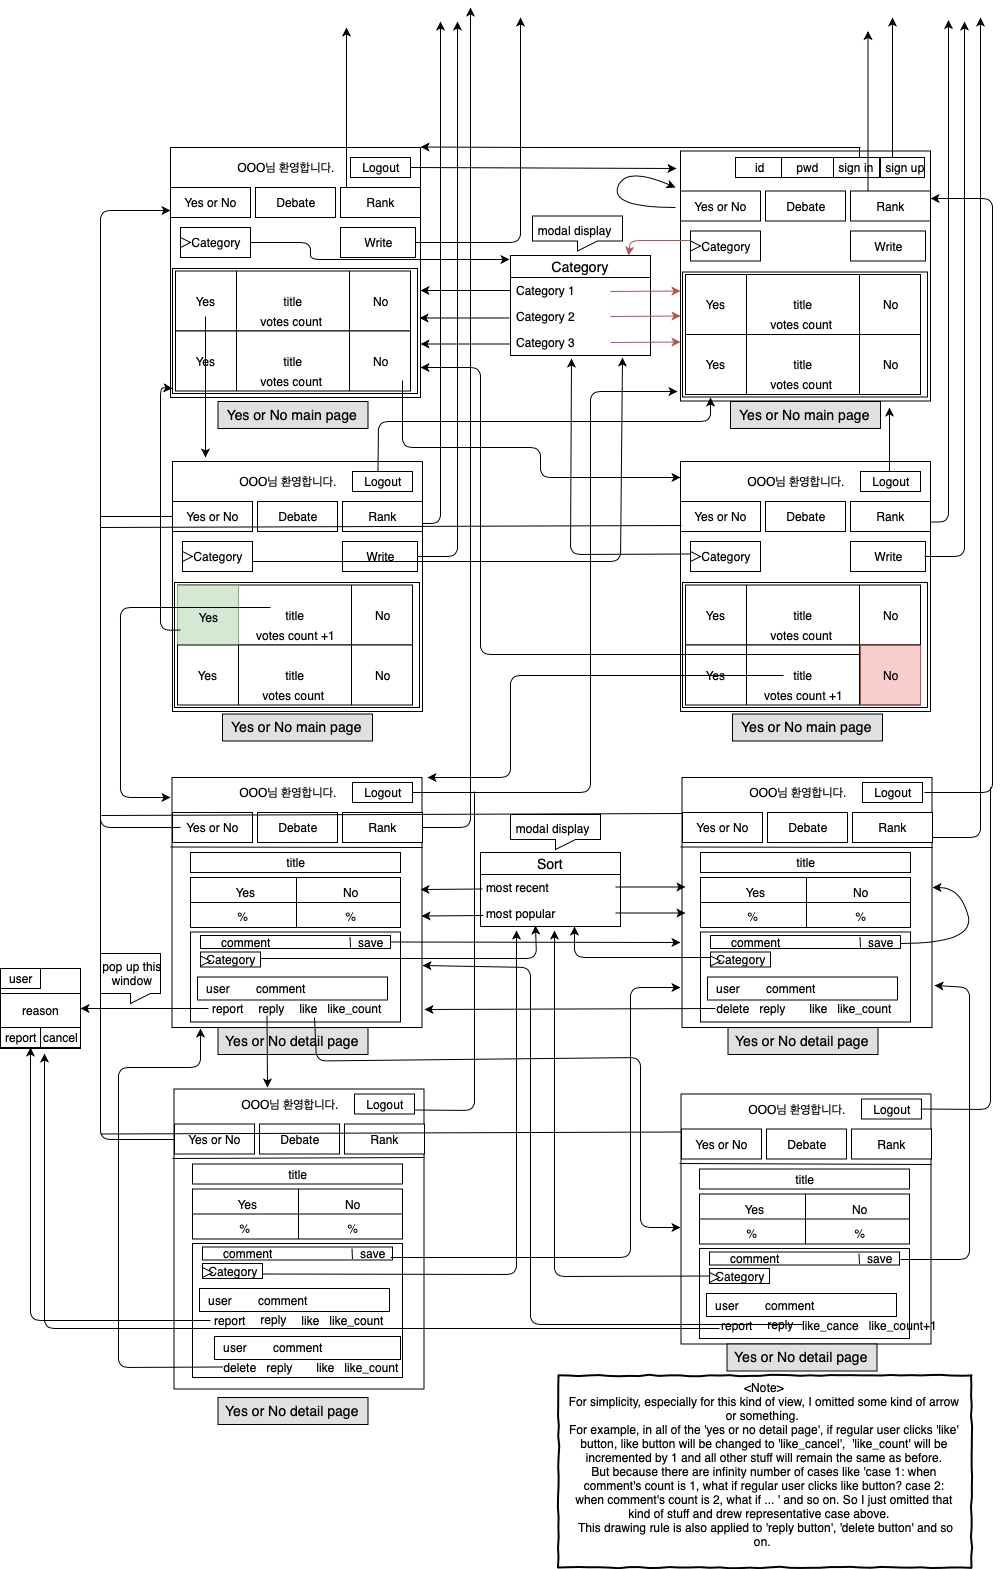 OOO님 환영합니다.
Logout
Yes or No
Debate
Rank
>Category
Write
Yes
title
No
votes count
Yes
title
No
votes count
Yes or No main page
modal display
Category
Category 1
Category 2
Category 3
id
pwd
sign in
sign up
Yes or No
Debate
Rank
>Category
Write
Yes
title
No
votes count
Yes
title
No
votes count
Yes or No main page
OOO님 환영합니다.
Logout
Yes or No
Debate
Rank
>Category
Write
Yes
title
No
votes count +1
Yes
title
No
votes count
Yes or No main page
OOO님 환영합니다.
Logout
Yes or No
Debate
Rank
>Category
Write
Yes
title
No
votes count
Yes
title
No
votes count +1
Yes or No main page
OOO님 환영합니다.
Logout
Yes or No
Debate
Rank
title
Yes
No
%
%
comment
save
Category
user
comment
report
reply
like
like_count
Yes or No detail page
modal display
Sort
most recent
most popular
OOO님 환영합니다.
Logout
Yes or No
Debate
Rank
title
Yes
No
%
%
comment
save
Category
user
comment
delete
reply
like
like_count
Yes or No detail page
pop up this
window
user
reason
report
cancel
OOO님 환영합니다.
Logout
Yes or No
Debate
Rank
title
Yes
No
%
%
comment
save
Category
user
comment
report
reply
like
like_count
user
comment
delete
reply
like
like_count
Yes or No detail page
OOO님 환영합니다.
Logout
Yes or No
Debate
Rank
title
Yes
No
%
%
comment
save
Category
user
comment
report
reply
like_cance
like_count+1
Yes or No detail page
<Note>
For simplicity, especially for this kind of view, I omitted some kind of arrow
or something.
For example, in all of the 'yes or no detail page', if regular user clicks 'like'
button, like button will be changed to 'like_cancel', 'like_count' will be
incremented by 1 and all other stuff will remain the same as before.
But because there are infinity number of cases like 'case 1: when
comment's count is 1, what if regular user clicks like button? case 2:
when comment's count is 2, what if ... ' and so on. So I just omitted that
kind of stuff and drew representative case above.
This drawing rule is also applied to 'reply button', 'delete button' and so
on.